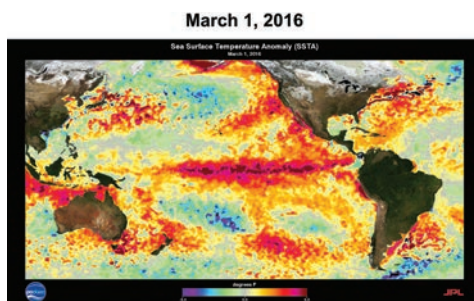 March 1, 2016
Sea Surface Temperature Anomaly (SSTA)
March 1, 2016
degrees F
JPL